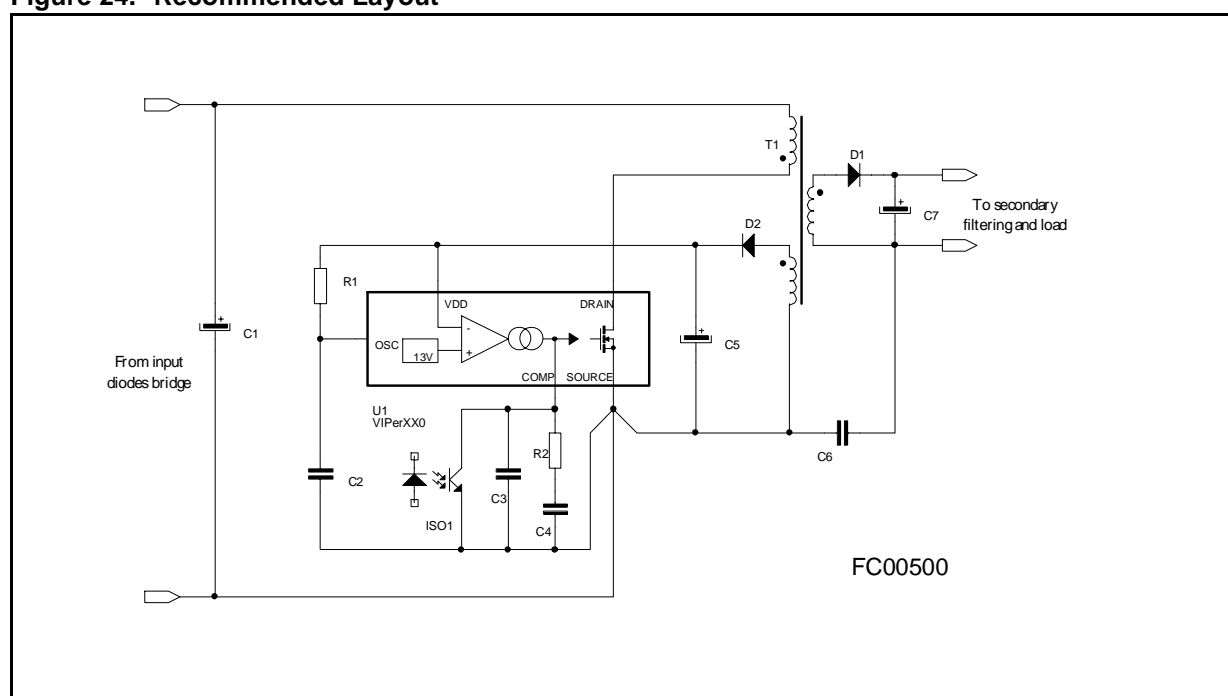 Figure 24. Recommended Layout
T1
D1
C7
To secondary
filtering and load
D2
R1
VDD
DRAIN
OSC
13V
-
+
COMP
SOURCE
C1
+
From input
diodes bridge
+
C5
+
U1
VIPerXX0
R2
C6
C2
ISO1
C3
C4
FC00500